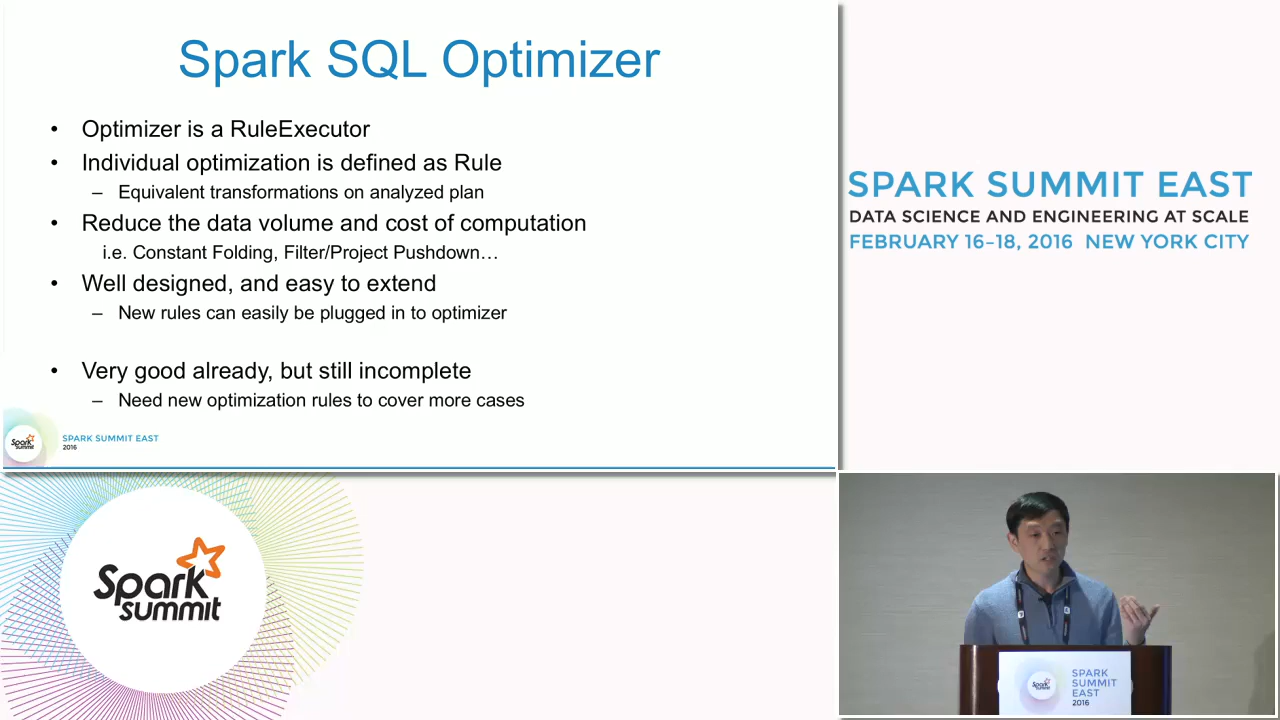 Spark SQL Optimizer
• Optimizer is a RuleExecutor
• Individual optimization is defined as Rule
– Equivalent transformations on analyzed plan
• Reduce the data volume and cost of computation
i.e. Constant Folding, Filter/Project Pushdown…
• Well designed, and easy to extend
– New rules can easily be plugged in to optimizer
• Very good already, but still incomplete
– Need new optimization rules to cover more cases
Spark Summit
SPARK SUMMIT EAST
2016
SPARK SUMMIT EAST
DATA SCIENCE AND ENGINEERING AT SCALE
FEBRUARY 16–18, 2016 NEW YORK CITY
Spark
Summit
Spark Summit
SPARK
SUMMIT
EAST
2016